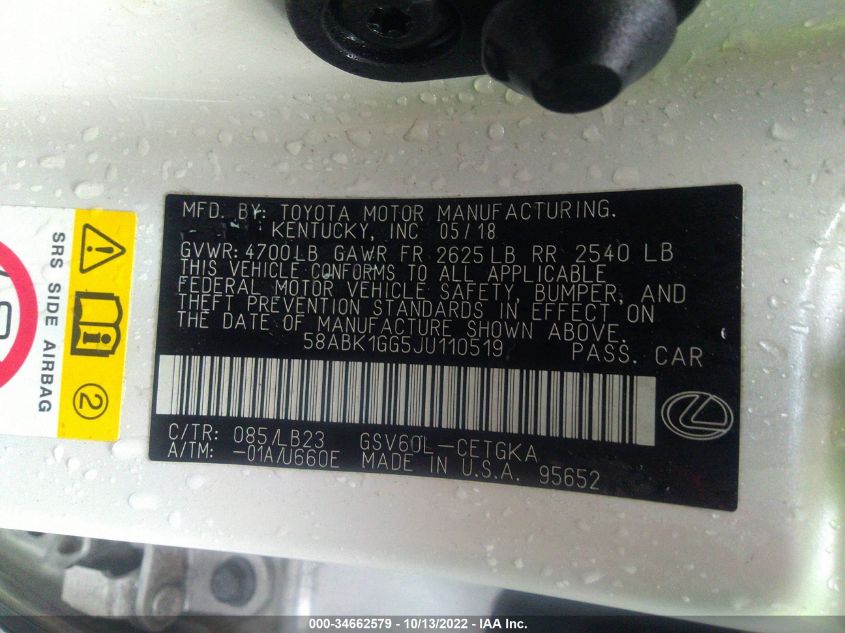 MFD. BY: TOYOTA MOTOR MANUFACTURING,
KENTUCKY, INC 05/18
GVWR: 4700LB GAWR FR 2625LB RR 2540 LB
THIS VEHICLE CONFORMS TO ALL APPLICABLE
FEDERAL MOTOR VEHICLE SAFETY, BUMPER, AND
THEFT PREVENTION STANDARDS IN EFFECT ON
THE DATE OF MANUFACTURE SHOWN ABOVE.
58ABK1GG5JU110519 PASS. CAR
C/TR: 085/LB23 GSV60L-CETGKA
A/TM: -01A/U660E MADE IN U.S.A. 95652
SRS SIDE AIRBAG
2
000-34662579 / 10/13/2022 - IAA Inc.